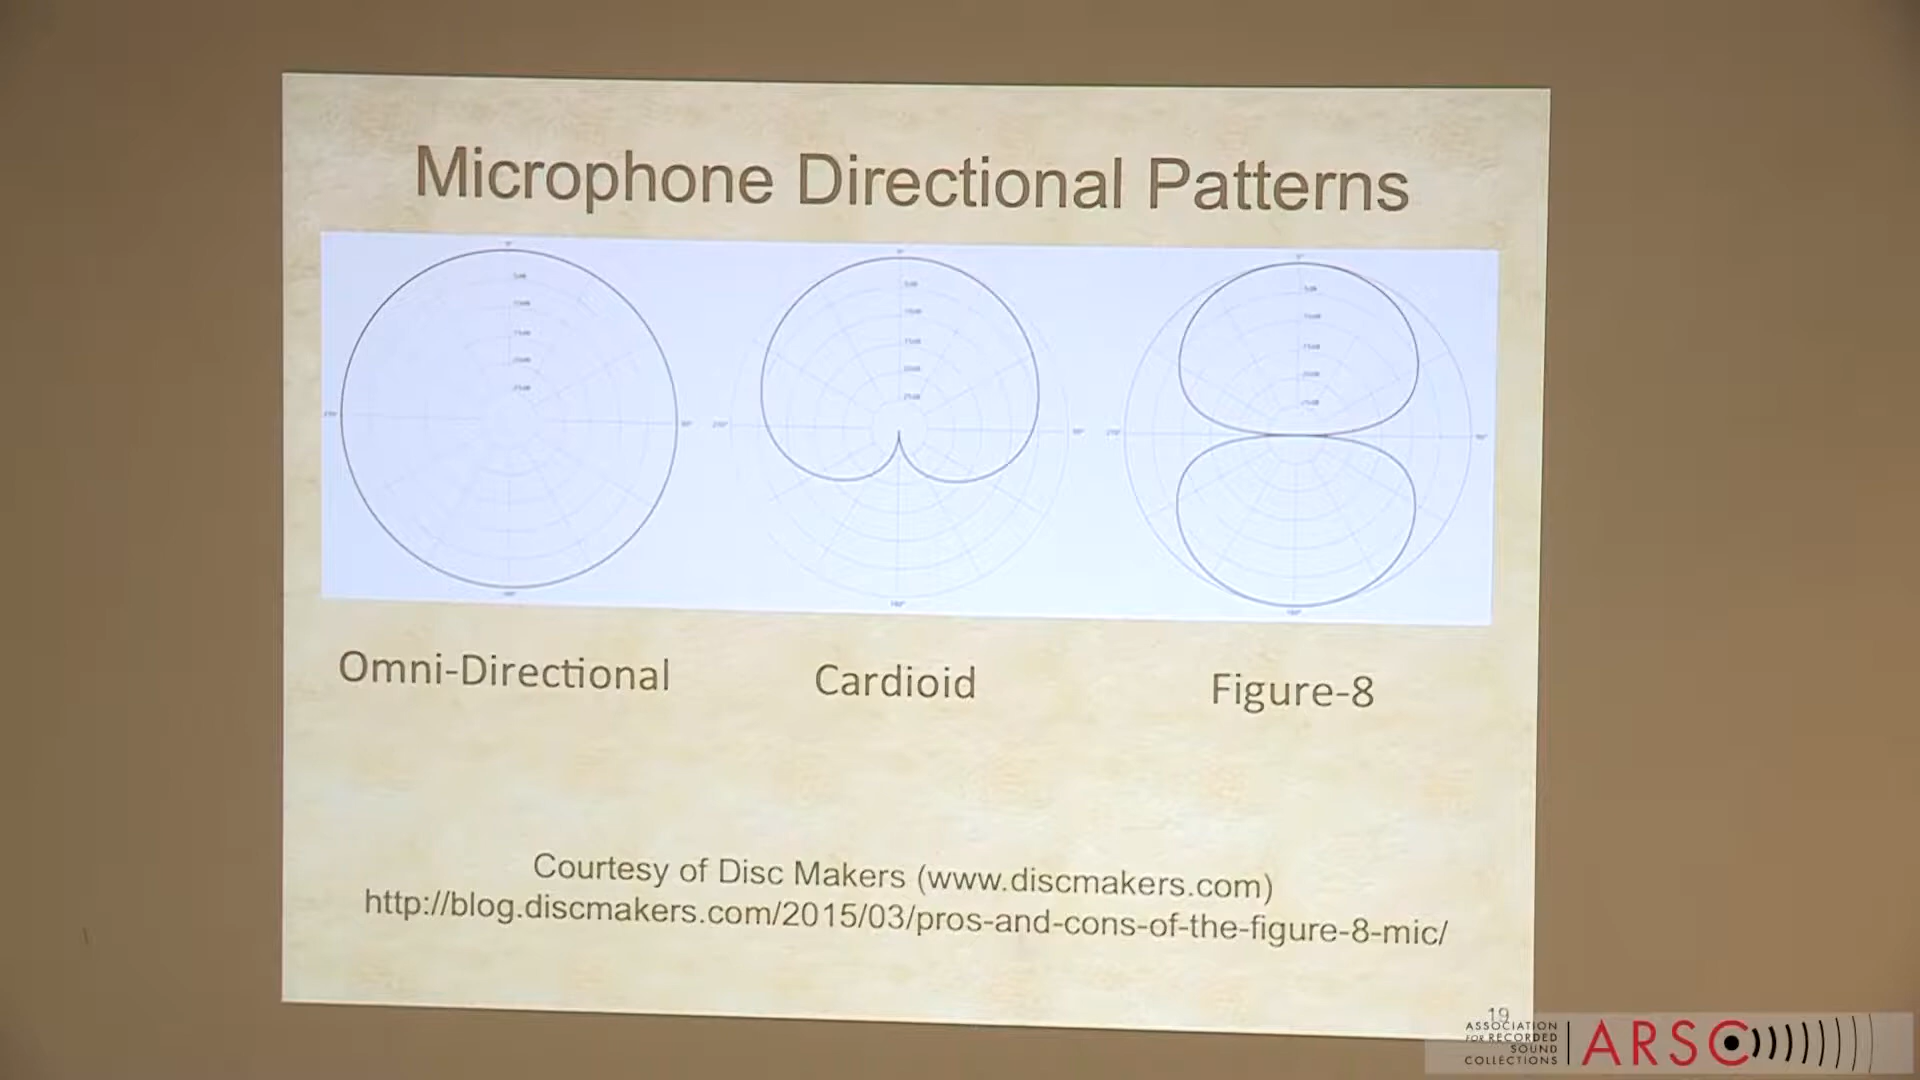 Microphone Directional Patterns
Omni-Directional
Cardioid
Figure-8
Courtesy of Disc Makers (www.discmakers.com)
http://blog.discmakers.com/2015/03/pros-and-cons-of-the-figure-8-mic/
19
ASSOCIATION
FOR RECORDED
SOUND
COLLECTIONS
ARSC